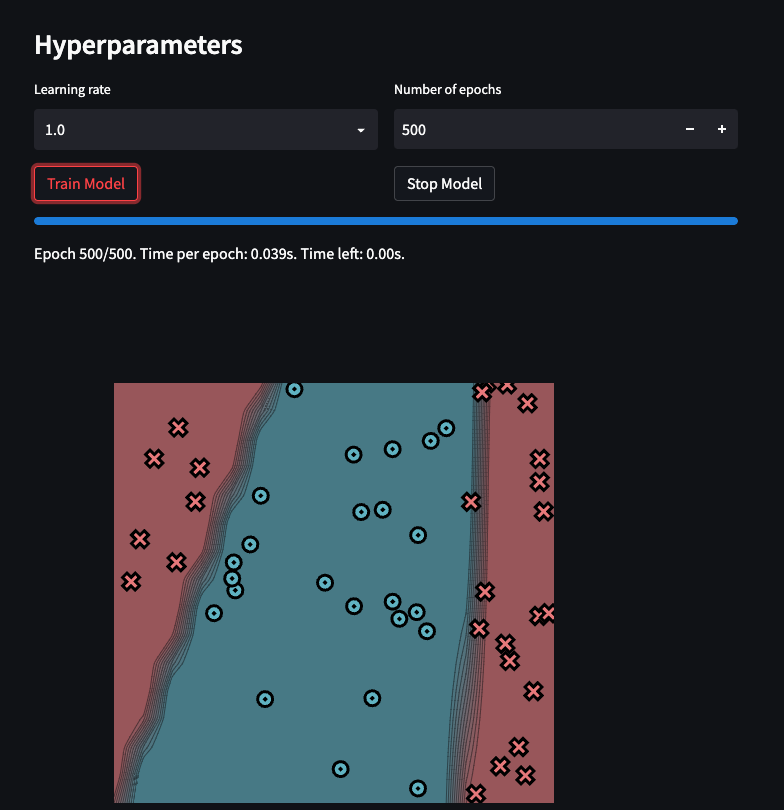 Hyperparameters
Learning rate
Number of epochs
1.0
500
Train Model
Stop Model
Epoch 500/500. Time per epoch: 0.039s. Time left: 0.00s.